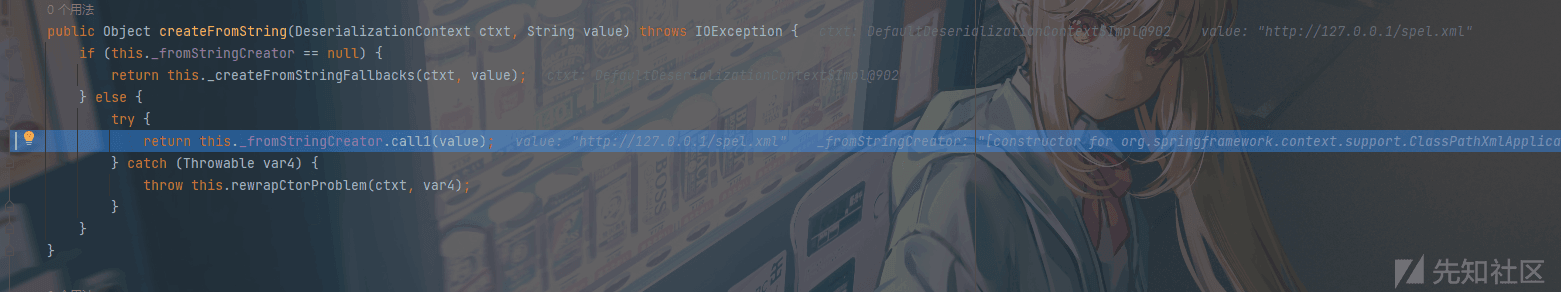 0 个用法
public Object createFromString(DeserializationContext ctxt, String value) throws IOException {   ctxt: DefaultDeserializationContext$Impl@902    value: "http://127.0.0.1/spel.xml"
if (this._fromStringCreator == null) {
return this._createFromStringFallbacks(ctxt, value);   ctxt: DefaultDeserializationContext$Impl@902
} else {
try {
return this._fromStringCreator.call1(value);   value: "http://127.0.0.1/spel.xml"    _fromStringCreator: "[constructor for org.springframework.context.support.ClassPathXmlApplica
} catch (Throwable var4) {
throw this.rewrapCtorProblem(ctxt, var4);
}
}
}
先知社区